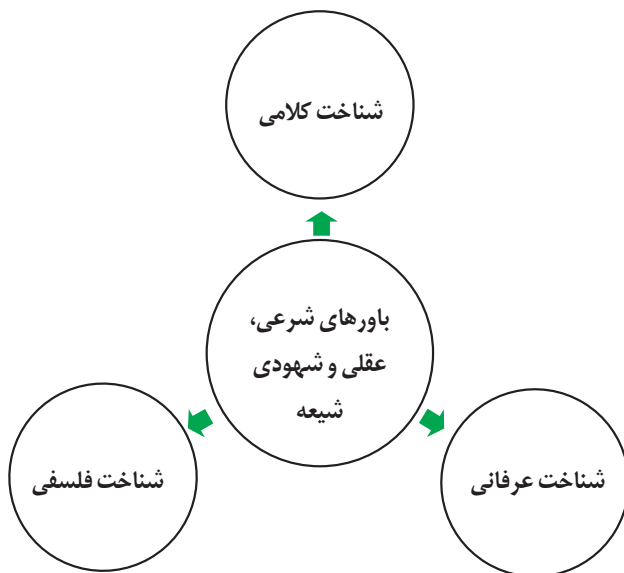 شناخت کلامی
باورهای شرعی،
عقلی و شهودی
شیعه
شناخت عرفانی
شناخت فلسفی